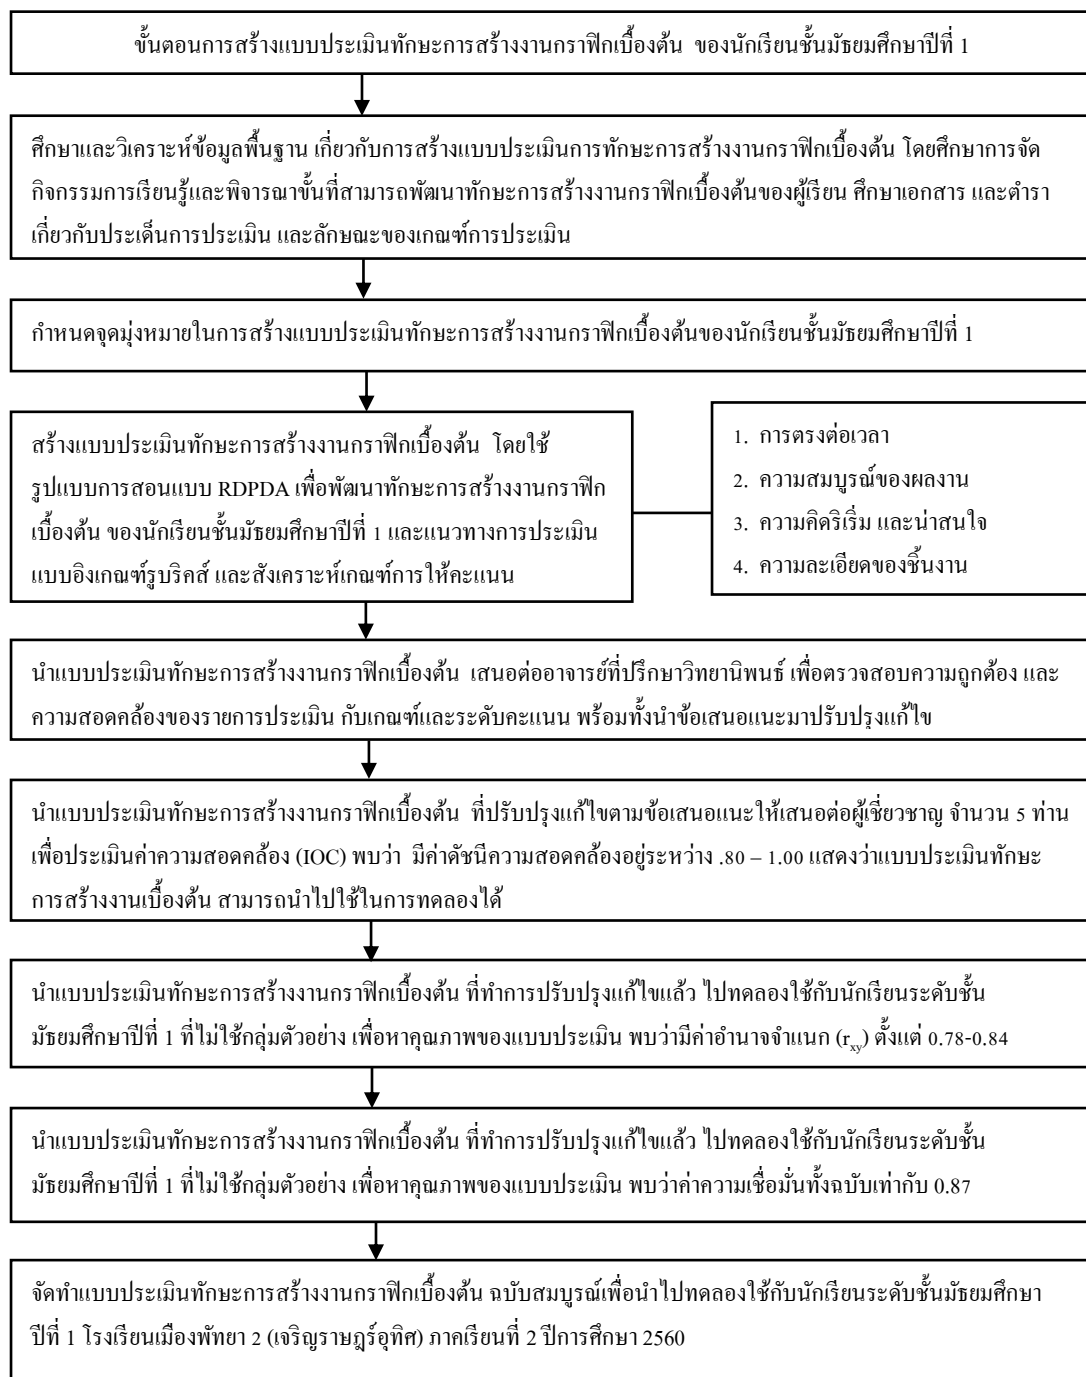 ขั้นตอนการสร้างแบบประเมินทักษะการสร้างงานกราฟิกเบื้องต้น ของนักเรียนชั้นมัธยมศึกษาปีที่ 1
ศึกษาและวิเคราะห์ข้อมูลพื้นฐาน เกี่ยวกับการสร้างแบบประเมินการทักษะการสร้างงานกราฟิกเบื้องต้น โดยศึกษาการจัด
กิจกรรมการเรียนรู้และพิจารณาขั้นที่สามารถพัฒนาทักษะการสร้างงานกราฟิกเบื้องต้นของผู้เรียน ศึกษาเอกสาร และตำรา
เกี่ยวกับประเด็นการประเมิน และลักษณะของเกณฑ์การประเมิน
กำหนดจุดมุ่งหมายในการสร้างแบบประเมินทักษะการสร้างงานกราฟิกเบื้องต้นของนักเรียนชั้นมัธยมศึกษาปีที่ 1
สร้างแบบประเมินทักษะการสร้างงานกราฟิกเบื้องต้น โดยใช้
รูปแบบการสอนแบบ RDPDA เพื่อพัฒนาทักษะการสร้างงานกราฟิก
เบื้องต้น ของนักเรียนชั้นมัธยมศึกษาปีที่ 1 และแนวทางการประเมิน
แบบอิงเกณฑ์รูบริคส์ และสังเคราะห์เกณฑ์การให้คะแนน
1. การตรงต่อเวลา
2. ความสมบูรณ์ของผลงาน
3. ความคิดริเริ่ม และน่าสนใจ
4. ความละเอียดของชิ้นงาน
นำแบบประเมินทักษะการสร้างงานกราฟิกเบื้องต้น เสนอต่ออาจารย์ที่ปรึกษาวิทยานิพนธ์ เพื่อตรวจสอบความถูกต้อง และ
ความสอดคล้องของรายการประเมิน กับเกณฑ์และระดับคะแนน พร้อมทั้งนำข้อเสนอแนะมาปรับปรุงแก้ไข
นำแบบประเมินทักษะการสร้างงานกราฟิกเบื้องต้น ที่ปรับปรุงแก้ไขตามข้อเสนอแนะให้เสนอต่อผู้เชี่ยวชาญ จำนวน 5 ท่าน
เพื่อประเมินค่าความสอดคล้อง (IOC) พบว่า มีค่าดัชนีความสอดคล้องอยู่ระหว่าง .80 – 1.00 แสดงว่าแบบประเมินทักษะ
การสร้างงานเบื้องต้น สามารถนำไปใช้ในการทดลองได้
นำแบบประเมินทักษะการสร้างงานกราฟิกเบื้องต้น ที่ทำการปรับปรุงแก้ไขแล้ว ไปทดลองใช้กับนักเรียนระดับชั้น
มัธยมศึกษาปีที่ 1 ที่ไม่ใช้กลุ่มตัวอย่าง เพื่อหาคุณภาพของแบบประเมิน พบว่ามีค่าอำนาจจำแนก (rxy) ตั้งแต่ 0.78-0.84
นำแบบประเมินทักษะการสร้างงานกราฟิกเบื้องต้น ที่ทำการปรับปรุงแก้ไขแล้ว ไปทดลองใช้กับนักเรียนระดับชั้น
มัธยมศึกษาปีที่ 1 ที่ไม่ใช้กลุ่มตัวอย่าง เพื่อหาคุณภาพของแบบประเมิน พบว่าค่าความเชื่อมั่นทั้งฉบับเท่ากับ 0.87
จัดทำแบบประเมินทักษะการสร้างงานกราฟิกเบื้องต้น ฉบับสมบูรณ์เพื่อนำไปทดลองใช้กับนักเรียนระดับชั้นมัธยมศึกษา
ปีที่ 1 โรงเรียนเมืองพัทยา 2 (เจริญราษฎร์อุทิศ) ภาคเรียนที่ 2 ปีการศึกษา 2560